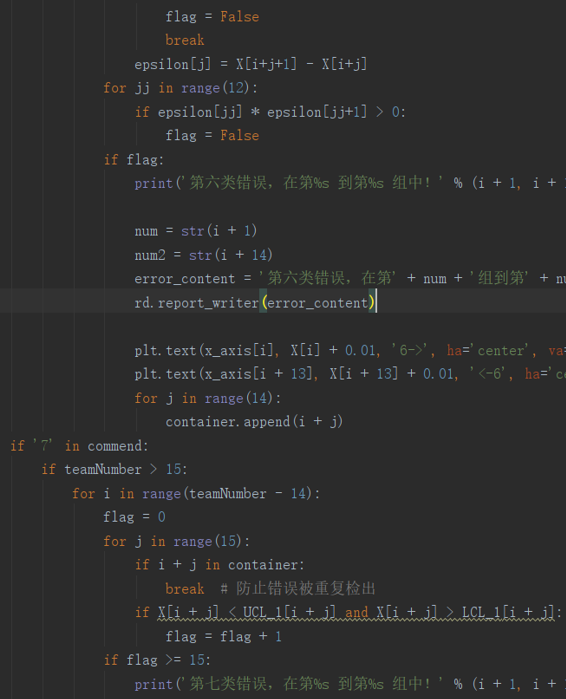 flag = False
break
epsilon[j] = X[i+j+1] - X[i+j]
for jj in range(12):
if epsilon[jj] * epsilon[jj+1] > 0:
flag = False
if flag:
print('第六类错误，在第%s 到第%s 组中！' % (i + 1, i +
num = str(i + 1)
num2 = str(i + 14)
error_content = '第六类错误，在第' + num + '组到第' + nu
rd.report_writer(error_content)
plt.text(x_axis[i], X[i] + 0.01, '6->', ha='center', va=
plt.text(x_axis[i + 13], X[i + 13] + 0.01, '<-6', ha='ce
for j in range(14):
container.append(i + j)
if '7' in commend:
if teamNumber > 15:
for i in range(teamNumber - 14):
flag = 0
for j in range(15):
if i + j in container:
break # 防止错误被重复检出
if X[i + j] < UCL_1[i + j] and X[i + j] > LCL_1[i + j]:
flag = flag + 1
if flag >= 15:
print('第七类错误，在第%s 到第%s 组中！' % (i + 1, i +